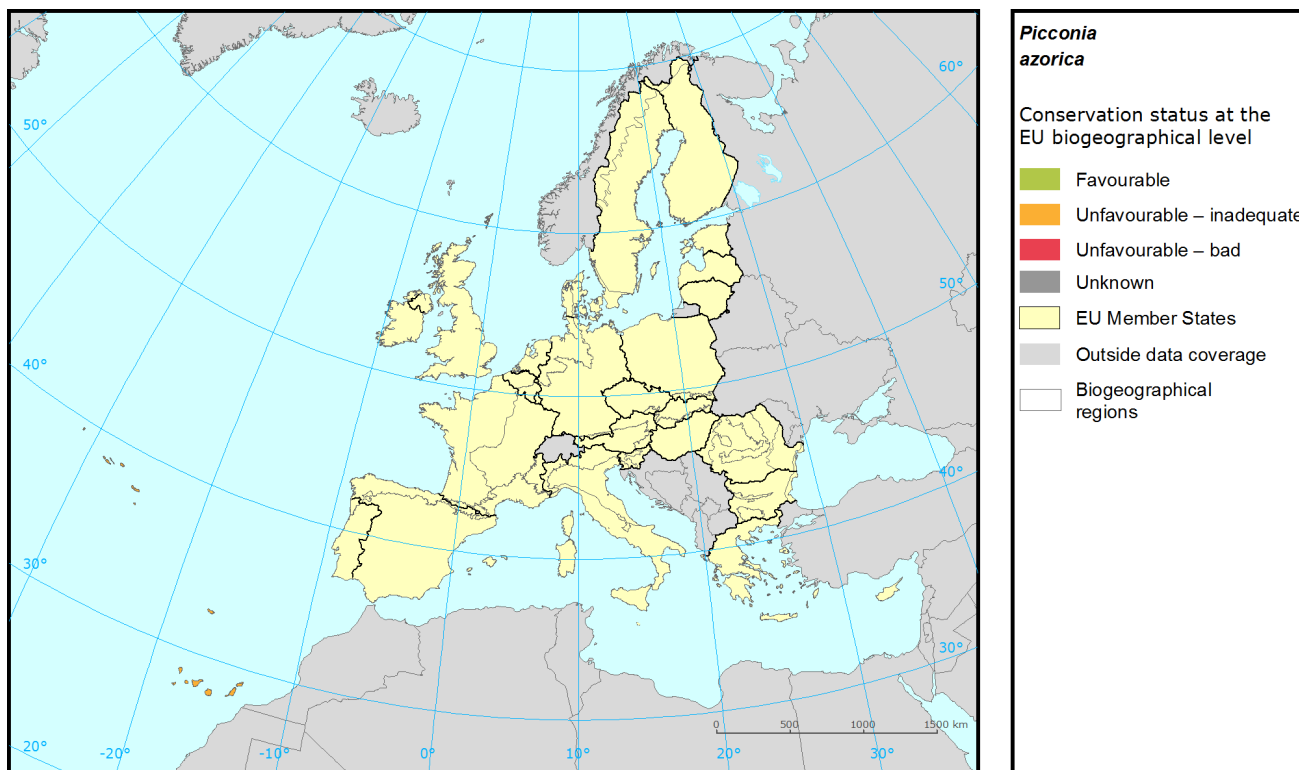 Picconia
azorica
Conservation status at the
EU biogeographical level
Favourable
Unfavourable – inadequate
Unfavourable – bad
Unknown
EU Member States
Outside data coverage
Biogeographical
regions
60°
50°
50°
40°
40°
30°
30°
20°
-20°
-10°
0°
10°
20°
30°
0
500
1000
1500 km